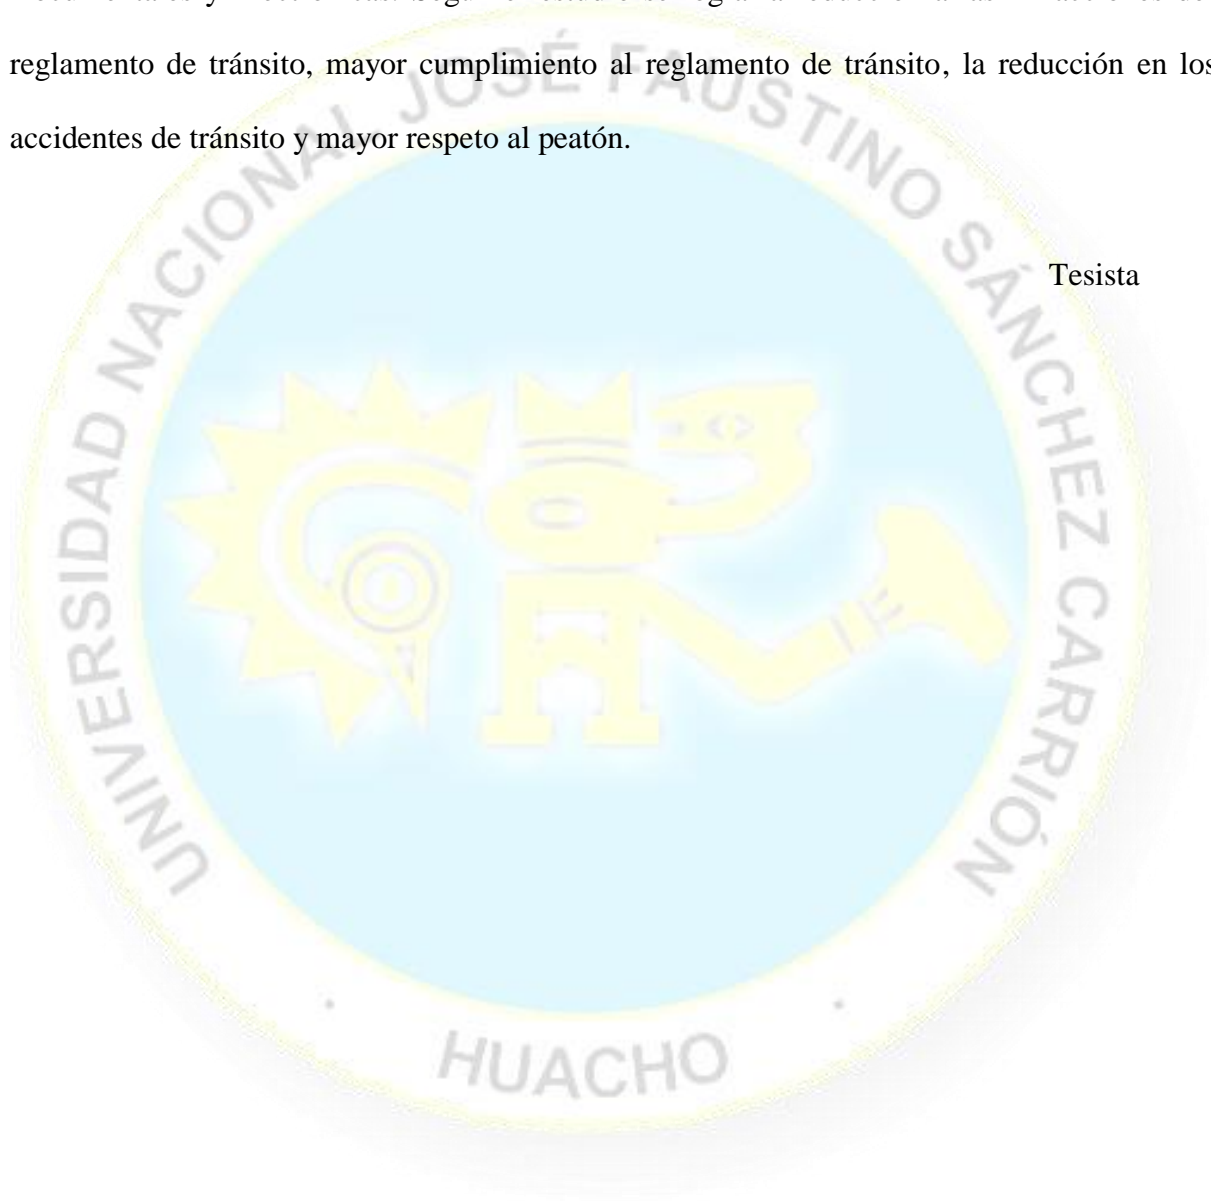 reglamento de tránsito, mayor cumplimiento al reglamento de tránsito, la reducción en los
accidentes de tránsito y mayor respeto al peatón.
Tesista
UNIVERSIDAD NACIONAL JOSÉ FAUSTINO SÁNCHEZ CARRIÓN
HUACHO